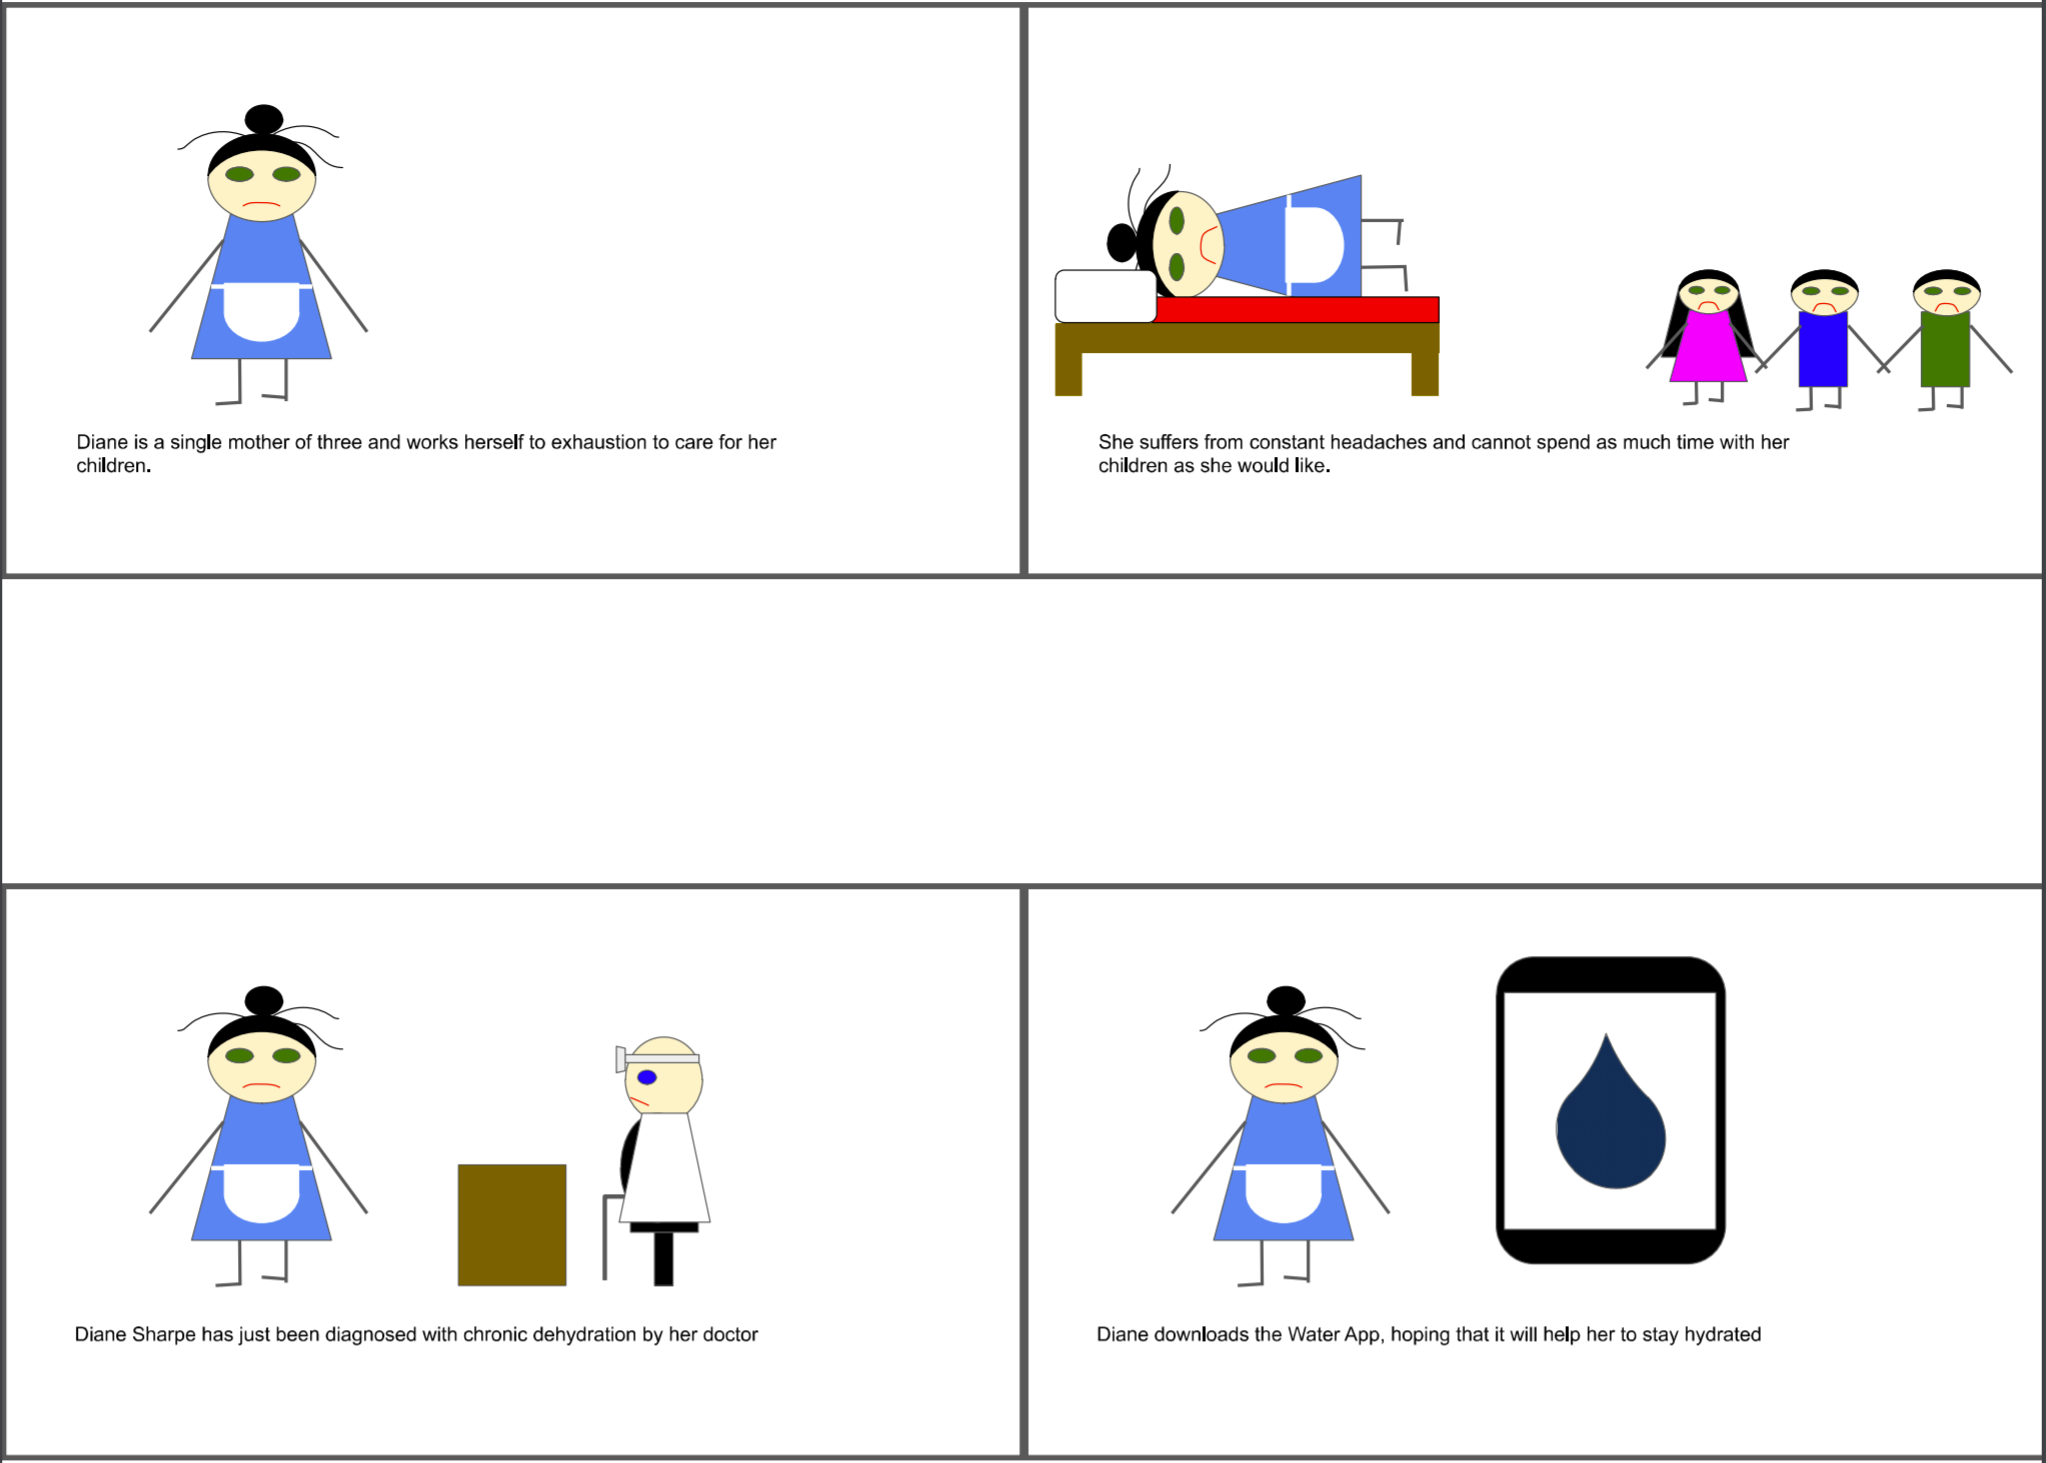 Diane is a single mother of three and works herself to exhaustion to care for her
children.
She suffers from constant headaches and cannot spend as much time with her
children as she would like.
Diane Sharpe has just been diagnosed with chronic dehydration by her doctor
Diane downloads the Water App, hoping that it will help her to stay hydrated